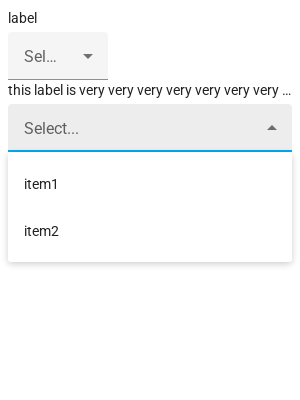 label
Sel...
this label is very very very very very very very ...
Select...
item1
item2